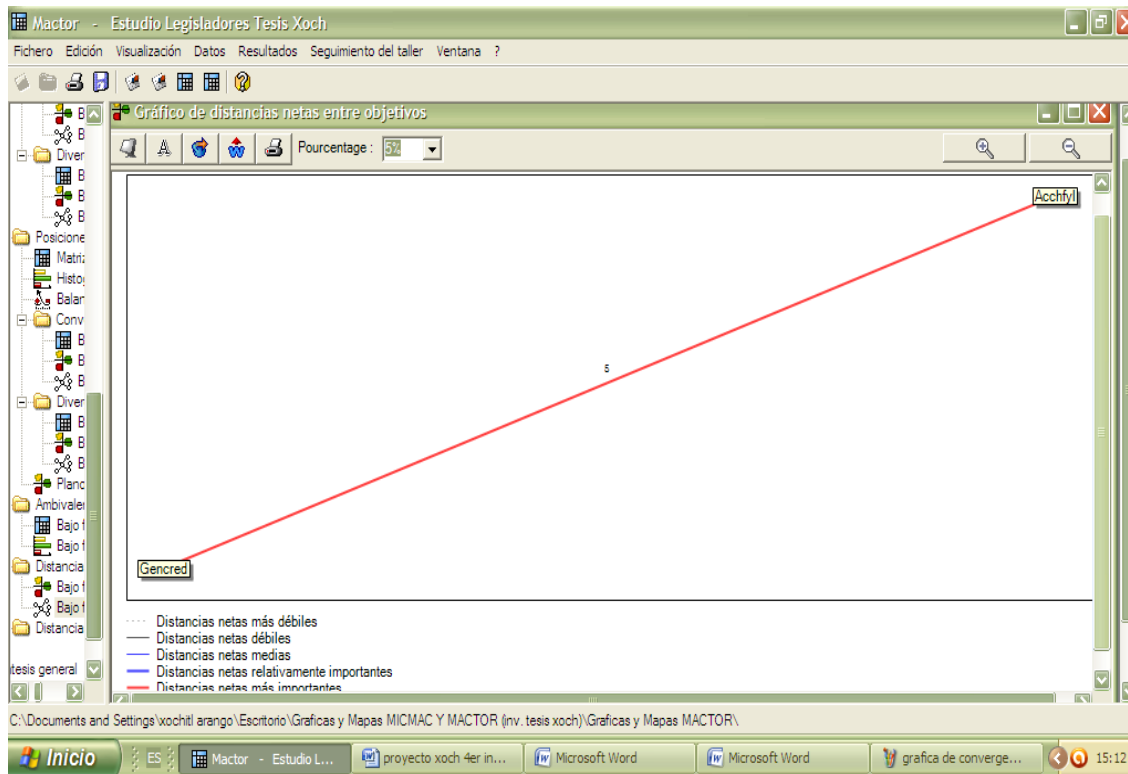 Mactor - Estudio Legisladores Tesis Xoch
Fichero Edición Visualización Datos Resultados Seguimiento del taller Ventana ?
B
B
Diver
B
B
B
Posicione
Matriz
Histog
Balan
Conv
B
B
B
Diver
B
B
B
Planc
Ambivaler
Bajo f
Bajo f
Distancia
Bajo f
Bajo f
Distancia
ntesis general
Gráfico de distancias netas entre objetivos
A Pourcentage : 5%
Acchfyl
5
Gencred
Distancias netas más débiles
Distancias netas débiles
Distancias netas medias
Distancias netas relativamente importantes
Distancias netas más importantes
C:\Documents and Settings\xochitl arango\Escritorio\Graficas y Mapas MICMAC Y MACTOR (inv. tesis xoch)\Graficas y Mapas MACTOR\
Inicio ES Mactor - Estudio L... proyecto xoch 4er in... Microsoft Word Microsoft Word grafica de converge... 15:12